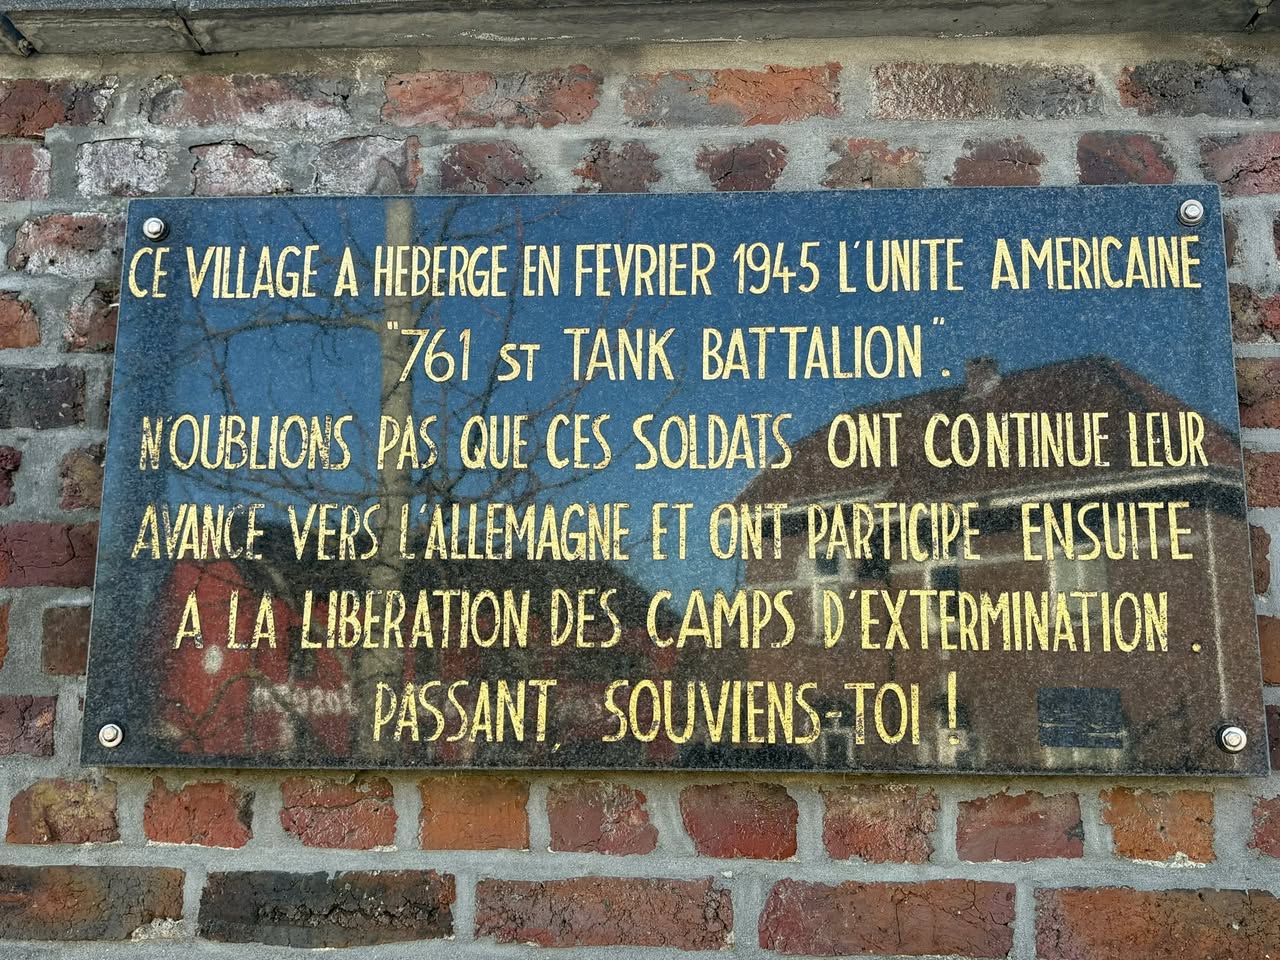 CE VILLAGE A HEBERGE EN FEVRIER 1945 L'UNITE AMERICAINE
"761 ST TANK BATTALION".
N'OUBLIONS PAS QUE CES SOLDATS ONT CONTINUE LEUR
AVANCE VERS L'ALLEMAGNE ET ONT PARTICIPE ENSUITE
A LA LIBERATION DES CAMPS D'EXTERMINATION.
PASSANT, SOUVIENS-TOI!